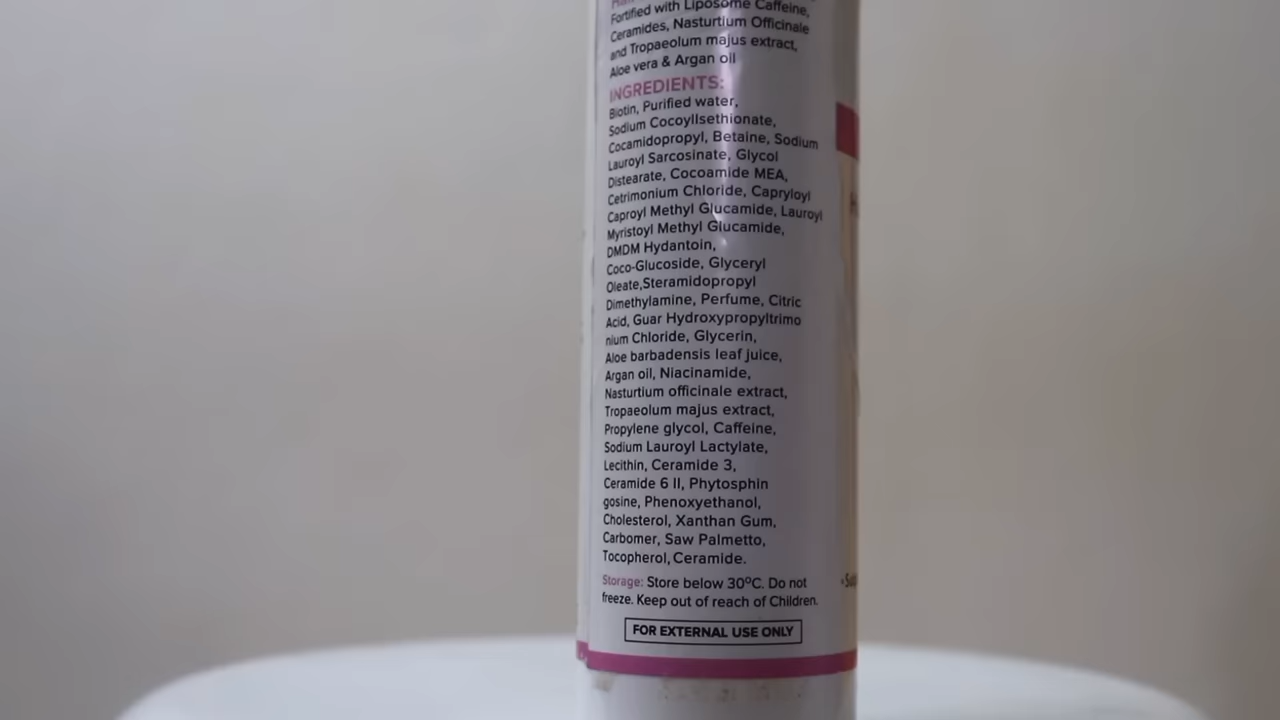 Fortified with Liposome Caffeine,
Ceramides, Nasturtium Officinale
and Tropaeolum majus extract,
Aloe vera & Argan oil
INGREDIENTS:
Biotin, Purified water,
Sodium CocoylIsethionate,
Cocamidopropyl, Betaine, Sodium
Lauroyl Sarcosinate, Glycol
Distearate, Cocoamide MEA,
Cetrimonium Chloride, Capryloyl
Caproyl Methyl Glucamide, Lauroyl
Myristoyl Methyl Glucamide,
DMDM Hydantoin,
Coco-Glucoside, Glyceryl
Oleate,Steramidopropyl
Dimethylamine, Perfume, Citric
Acid, Guar Hydroxypropyltrimo
nium Chloride, Glycerin,
Aloe barbadensis leaf juice,
Argan oil, Niacinamide,
Nasturtium officinale extract,
Tropaeolum majus extract,
Propylene glycol, Caffeine,
Sodium Lauroyl Lactylate,
Lecithin, Ceramide 3,
Ceramide 6 II, Phytosphin
gosine, Phenoxyethanol,
Cholesterol, Xanthan Gum,
Carbomer, Saw Palmetto,
Tocopherol, Ceramide.
Storage: Store below 30ºC. Do not
freeze. Keep out of reach of Children.
FOR EXTERNAL USE ONLY